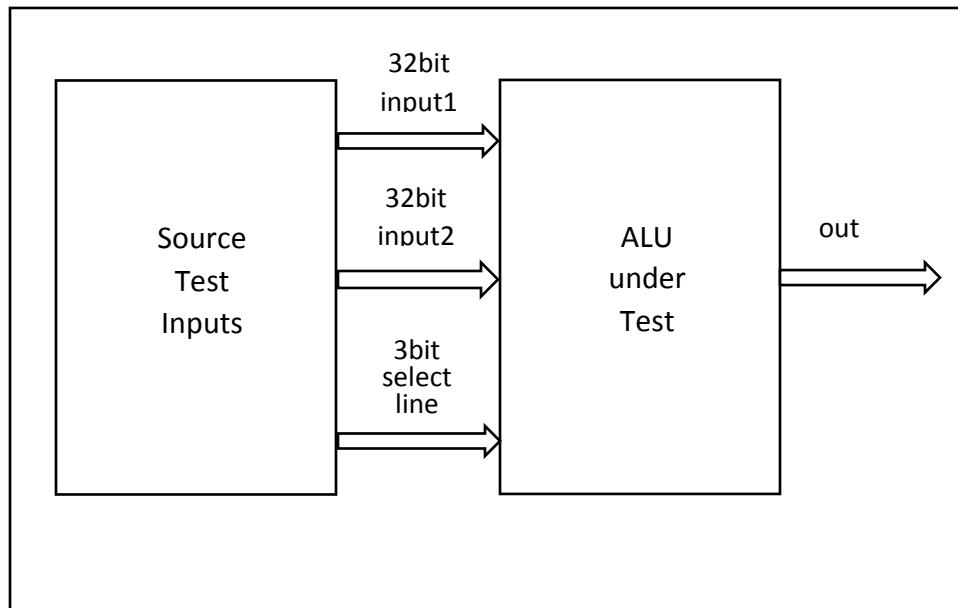 32bit
input1
32bit
input2
Source
Test
Inputs
3bit
select
line
ALU
under
Test
out